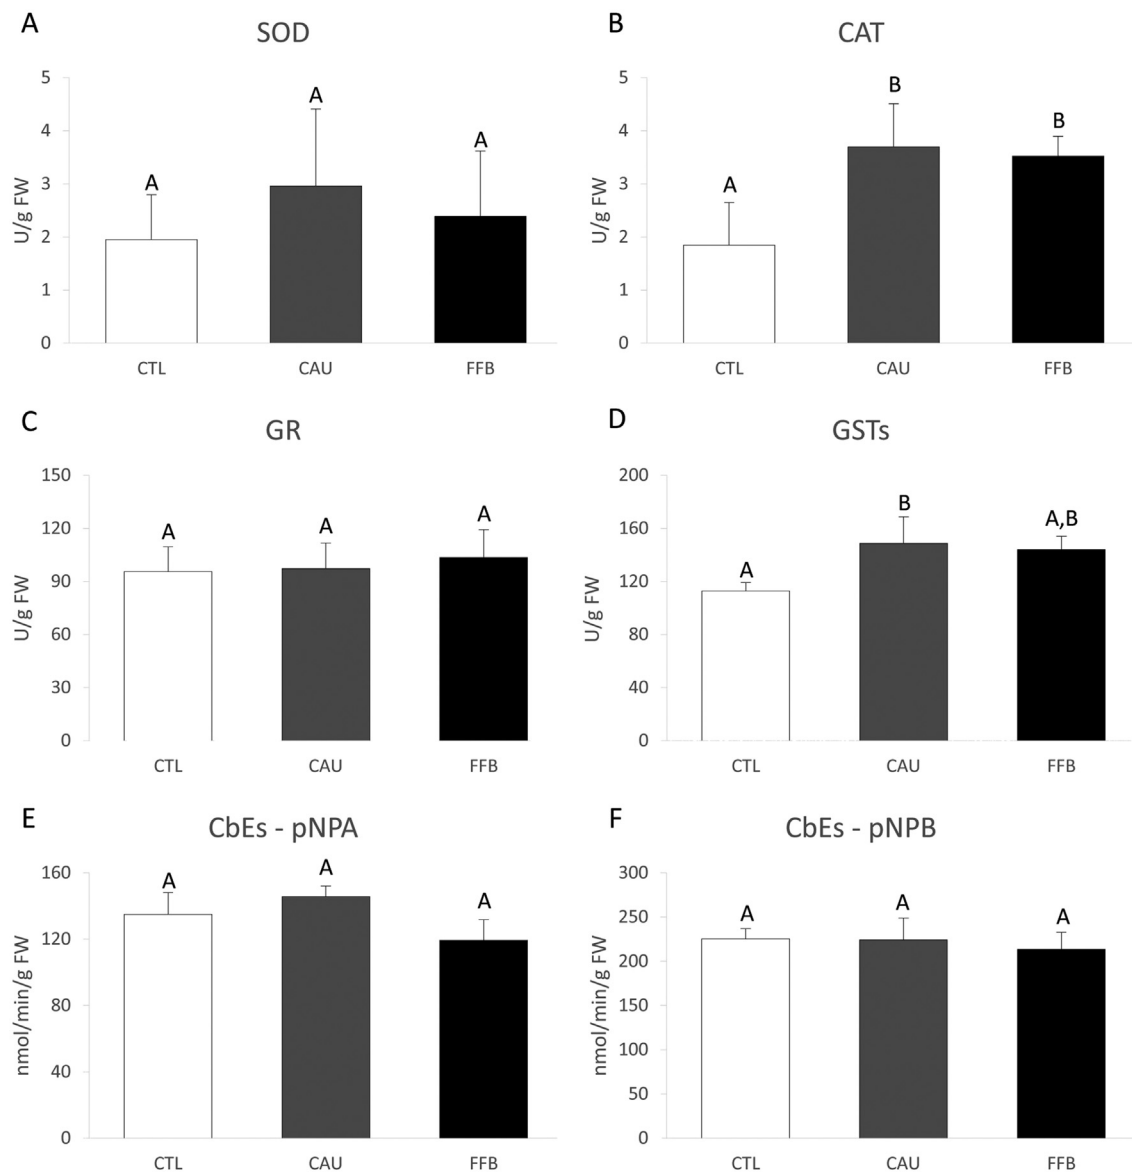 A
SOD
5
4
3
2
1
0
U/g FW
A
A
A
CTL
CAU
FFB
B
CAT
5
4
3
2
1
0
U/g FW
A
B
B
CTL
CAU
FFB
C
GR
150
120
90
60
30
0
U/g FW
A
A
A
CTL
CAU
FFB
D
GSTs
200
160
120
80
40
0
U/g FW
A
B
A,B
CTL
CAU
FFB
E
CbEs - pNPA
160
120
80
40
0
nmol/min/g FW
A
A
A
CTL
CAU
FFB
F
CbEs - pNPB
300
250
200
250
100
50
0
nmol/min/g FW
A
A
A
CTL
CAU
FFB